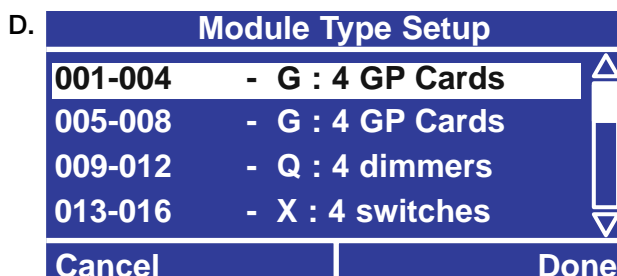 D. Module Type Setup
001-004 - G : 4 GP Cards
005-008 - G : 4 GP Cards
009-012 - Q : 4 dimmers
013-016 - X : 4 switches
Cancel Done